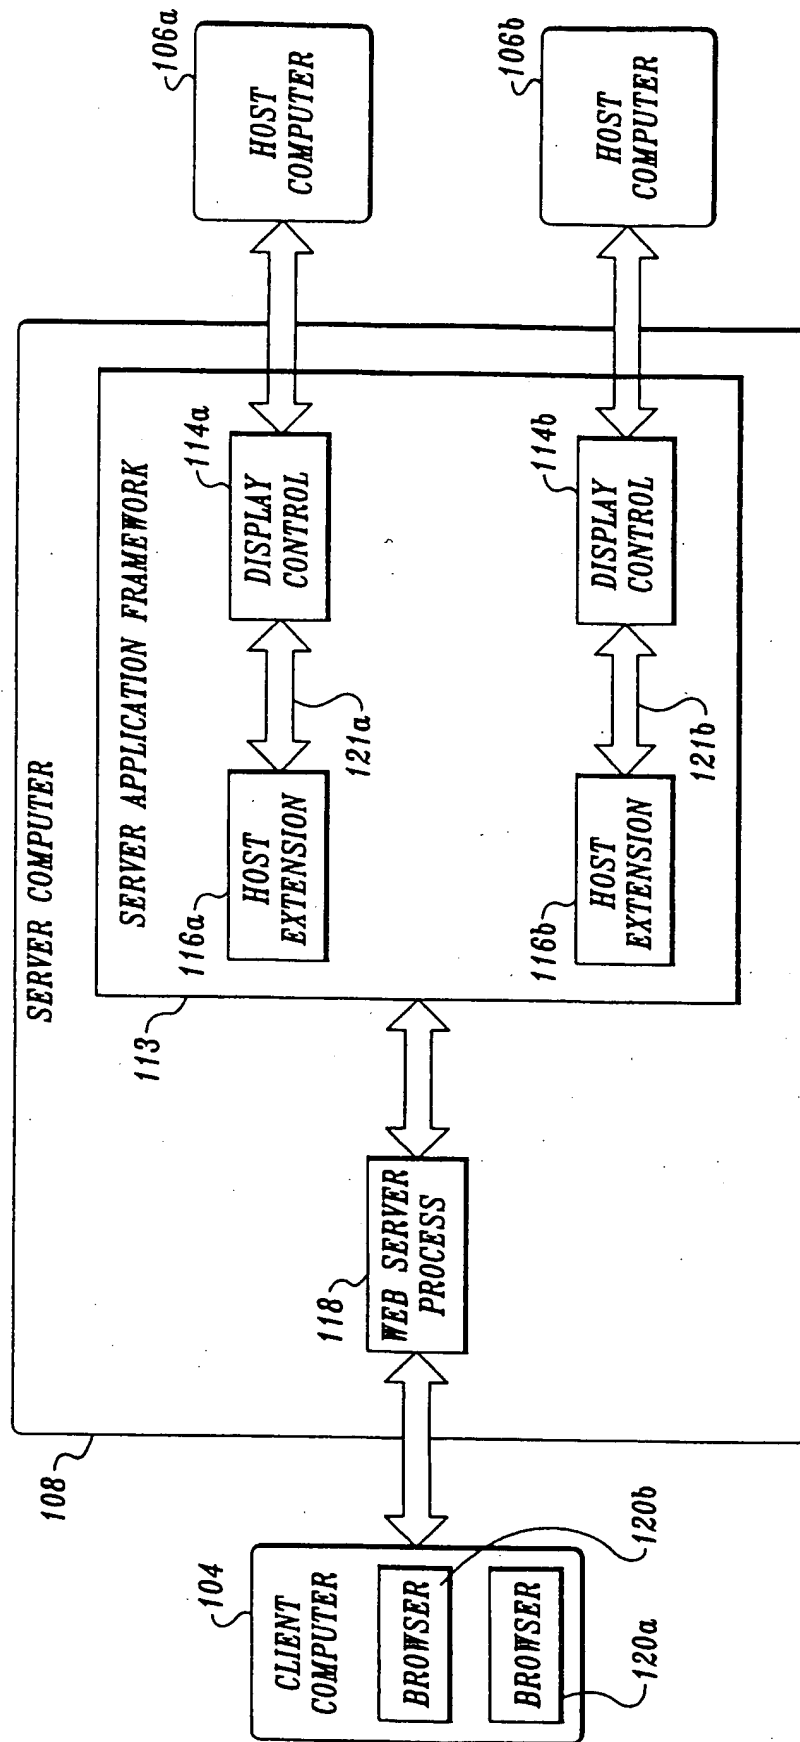 SERVER COMPUTER
108
SERVER APPLICATION FRAMEWORK
113
104
CLIENT
COMPUTER
BROWSER
120b
BROWSER
120a
118
WEB SERVER
PROCESS
116a
HOST
EXTENSION
121a
114a
DISPLAY
CONTROL
106a
HOST
COMPUTER
116b
HOST
EXTENSION
121b
114b
DISPLAY
CONTROL
106b
HOST
COMPUTER